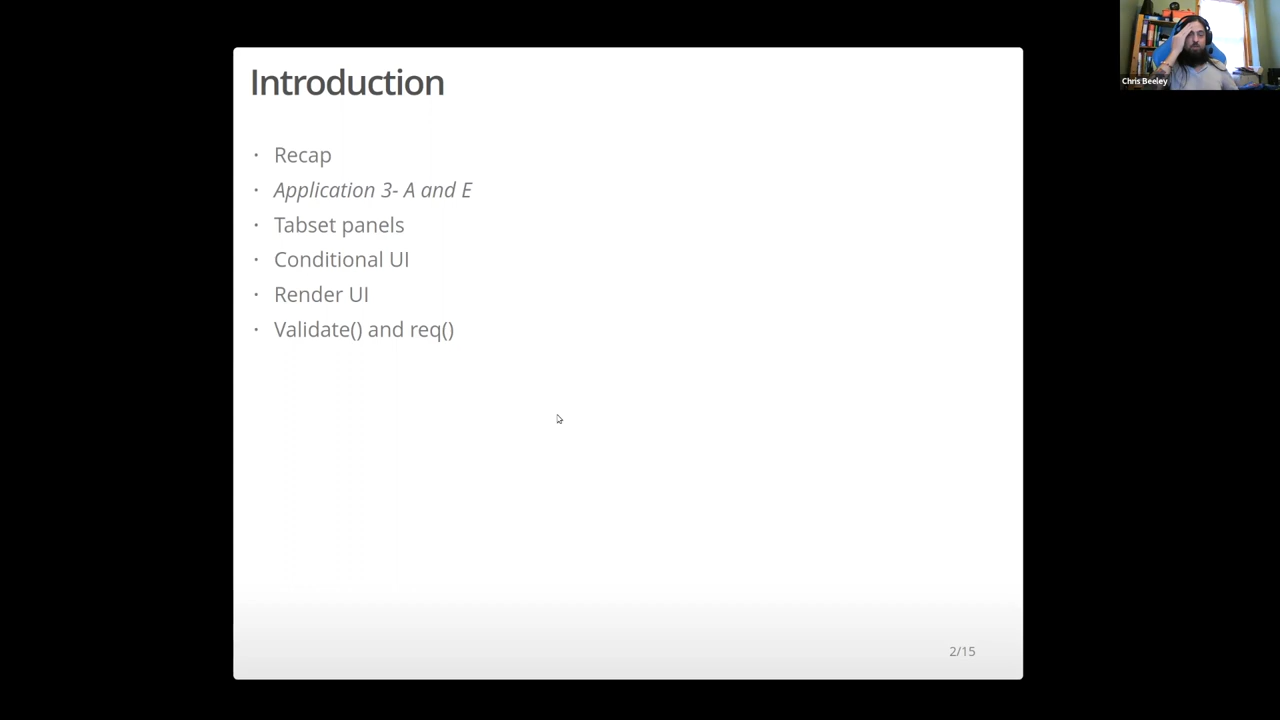 Introduction
Recap
Application 3- A and E
Tabset panels
Conditional UI
Render UI
Validate() and req()
2/15
Chris Beeley